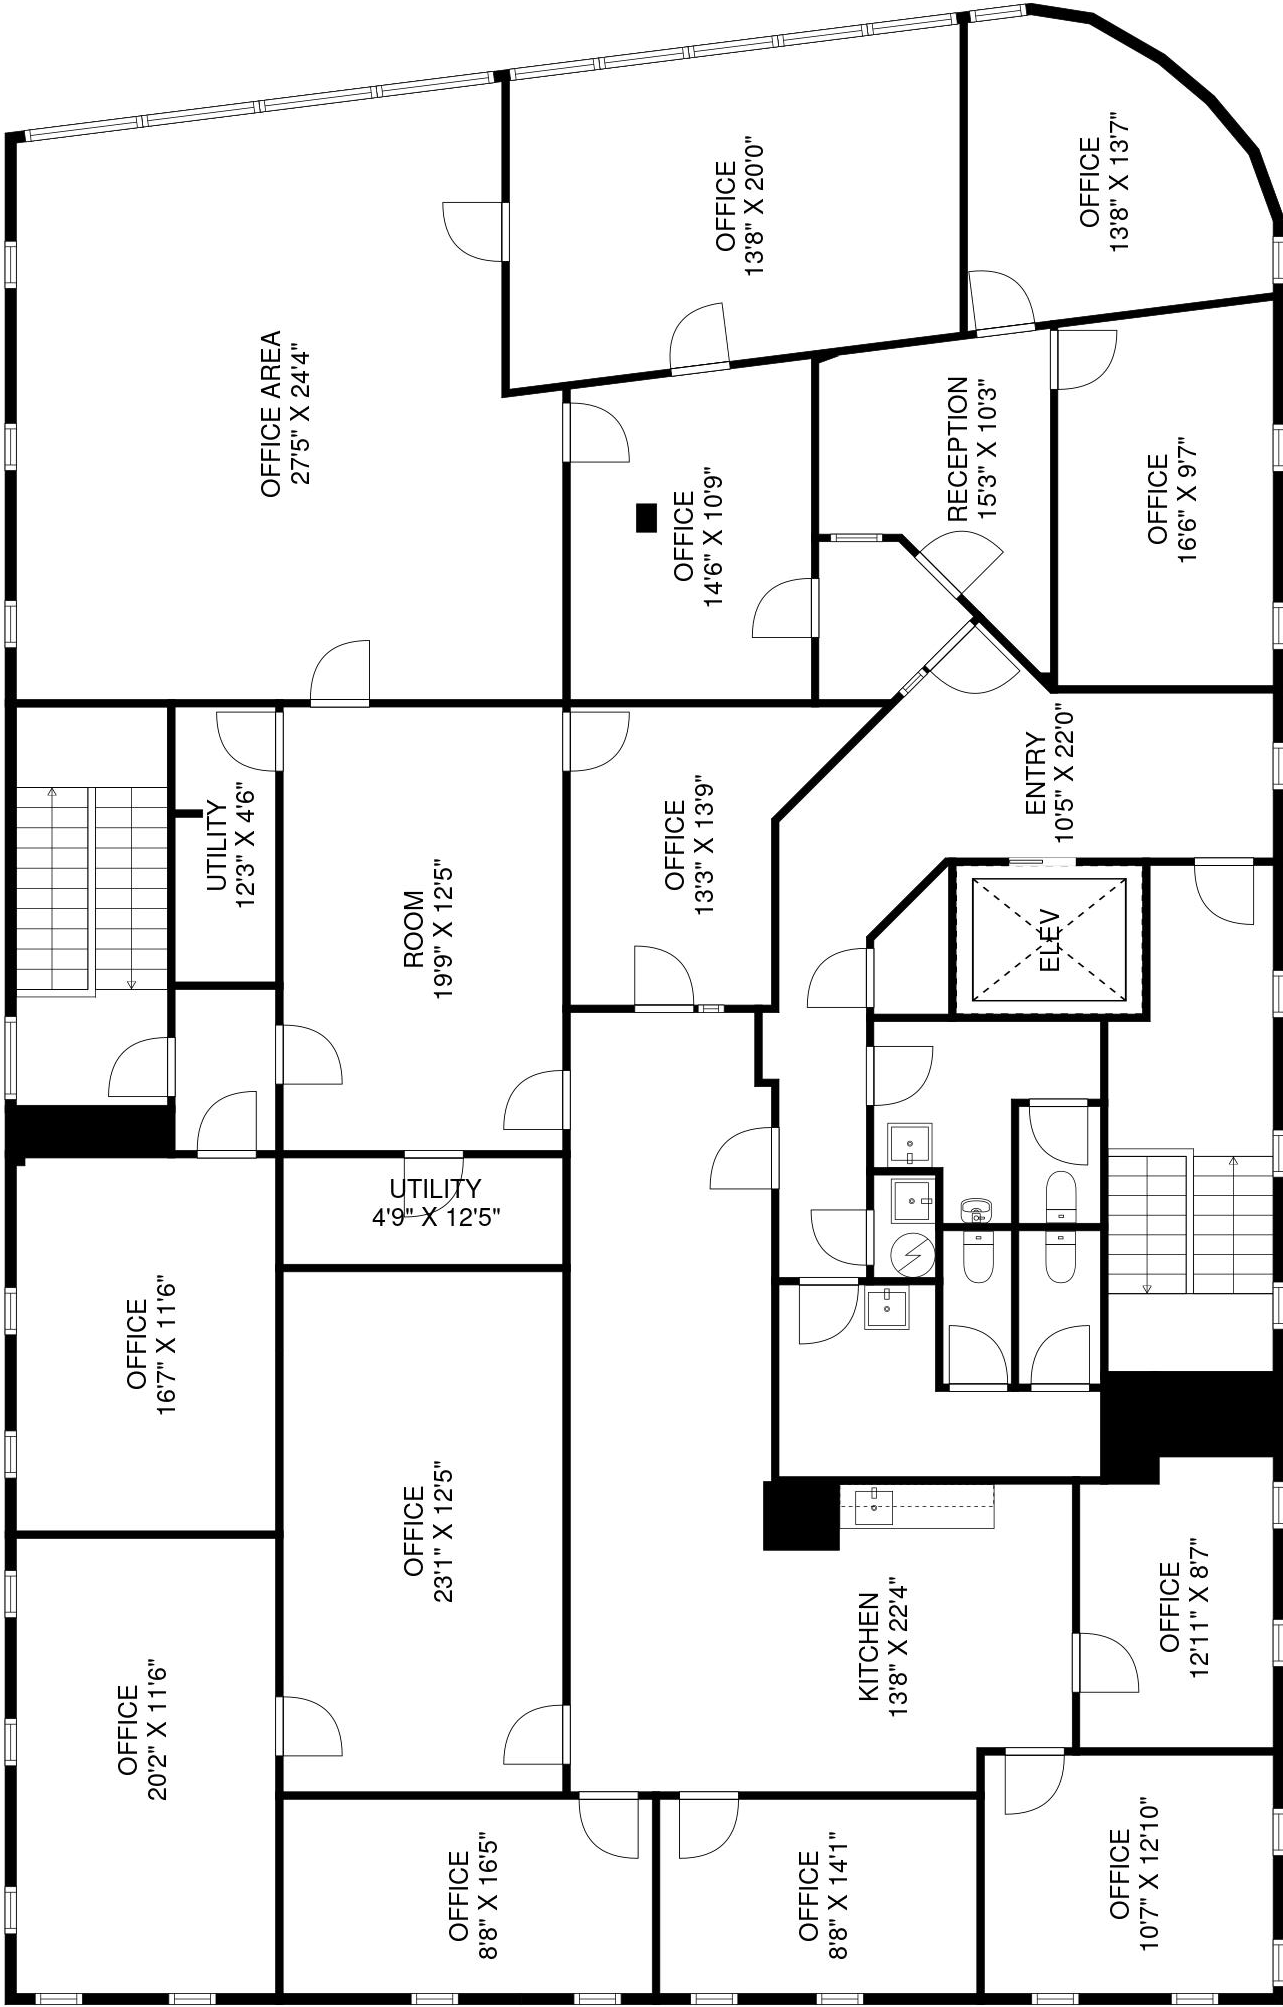 OFFICE
13'8" X 20'0"
OFFICE
13'8" X 13'7"
OFFICE AREA
27'5" X 24'4"
RECEPTION
15'3" X 10'3"
OFFICE
14'6" X 10'9"
OFFICE
16'6" X 9'7"
UTILITY
12'3" X 4'6"
ROOM
19'9" X 12'5"
OFFICE
13'3" X 13'9"
ENTRY
10'5" X 22'0"
ELEV
UTILITY
4'9" X 12'5"
OFFICE
16'7" X 11'6"
OFFICE
23'1" X 12'5"
KITCHEN
13'8" X 22'4"
OFFICE
12'11" X 8'7"
OFFICE
20'2" X 11'6"
OFFICE
8'8" X 16'5"
OFFICE
8'8" X 14'1"
OFFICE
10'7" X 12'10"